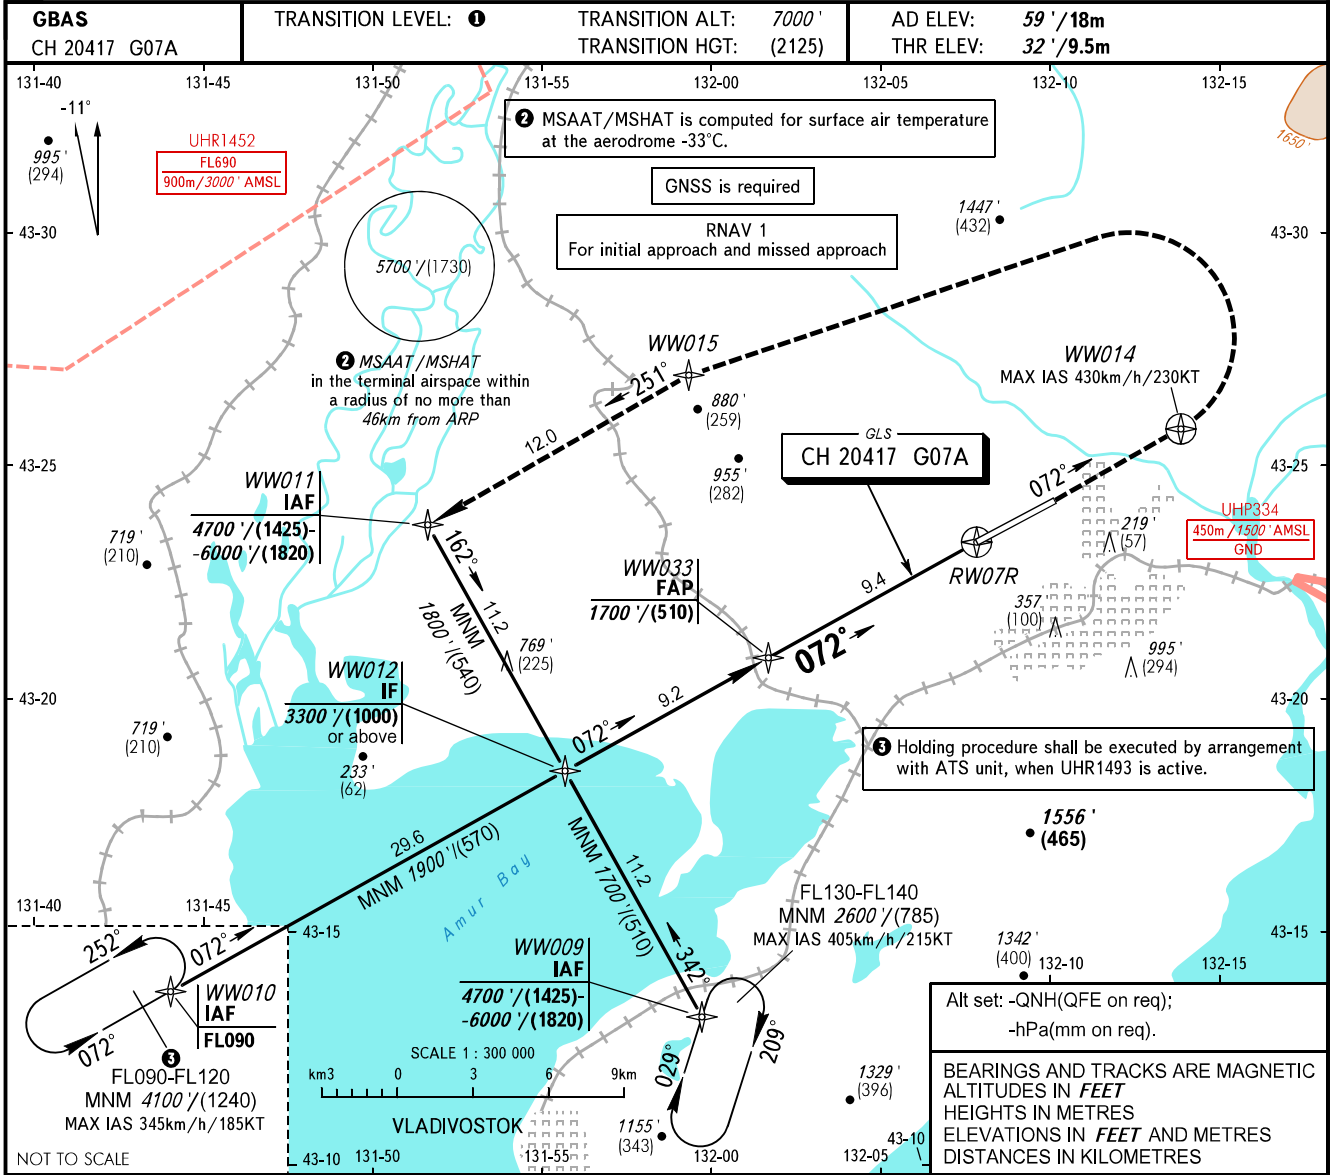 GBAS
CH 20417 G07A
TRANSITION LEVEL: ❶
TRANSITION ALT: 7000'
TRANSITION HGT: (2125)
AD ELEV: 59'/18m
THR ELEV: 32'/9.5m
131-40
131-45
131-50
131-55
132-00
132-05
132-10
132-15
-11°
995'
(294)
UHR1452
FL690
900m/3000' AMSL
❷ MSAAT/MSHAT is computed for surface air temperature
at the aerodrome -33°C.
1650'
GNSS is required
1447'
(432)
RNAV 1
For initial approach and missed approach
43-30
43-30
5700'/(1730)
❷ MSAAT/MSHAT
in the terminal airspace within
a radius of no more than
46km from ARP
WW015
251°
12.0
WW014
MAX IAS 430km/h/230KT
880'
(259)
GLS
CH 20417 G07A
955'
(282)
43-25
43-25
072°
WW011
IAF
4700'/(1425)-
-6000'/(1820)
719'
(210)
162°
11.2
MNM
1800'/(540)
UHP334
450m/1500' AMSL
GND
219'
(57)
RW07R
WW033
FAP
1700'/(510)
9.4
357'
(100)
072°
769'
(225)
995'
(294)
WW012
IF
3300'/(1000)
or above
9.2
072°
43-20
43-20
719'
(210)
233'
(62)
❸ Holding procedure shall be executed by arrangement
with ATS unit, when UHR1493 is active.
1556'
(465)
29.6
MNM 1900'/(570)
11.2
MNM 1700'/(510)
Amur Bay
FL130-FL140
MNM 2600'/(785)
MAX IAS 405km/h/215KT
131-40
131-45
43-15
43-15
1342'
(400)
132-10
132-15
252°
072°
072°
WW010
IAF
FL090
❸
FL090-FL120
MNM 4100'/(1240)
MAX IAS 345km/h/185KT
NOT TO SCALE
WW009
IAF
4700'/(1425)-
-6000'/(1820)
342°
029°
209°
SCALE 1 : 300 000
km3 0 3 6 9km
VLADIVOSTOK
1155'
(343)
1329'
(396)
43-10
131-50
131-55
132-00
132-05
43-10
Alt set: -QNH(QFE on req);
-hPa(mm on req).
BEARINGS AND TRACKS ARE MAGNETIC
ALTITUDES IN FEET
HEIGHTS IN METRES
ELEVATIONS IN FEET AND METRES
DISTANCES IN KILOMETRES